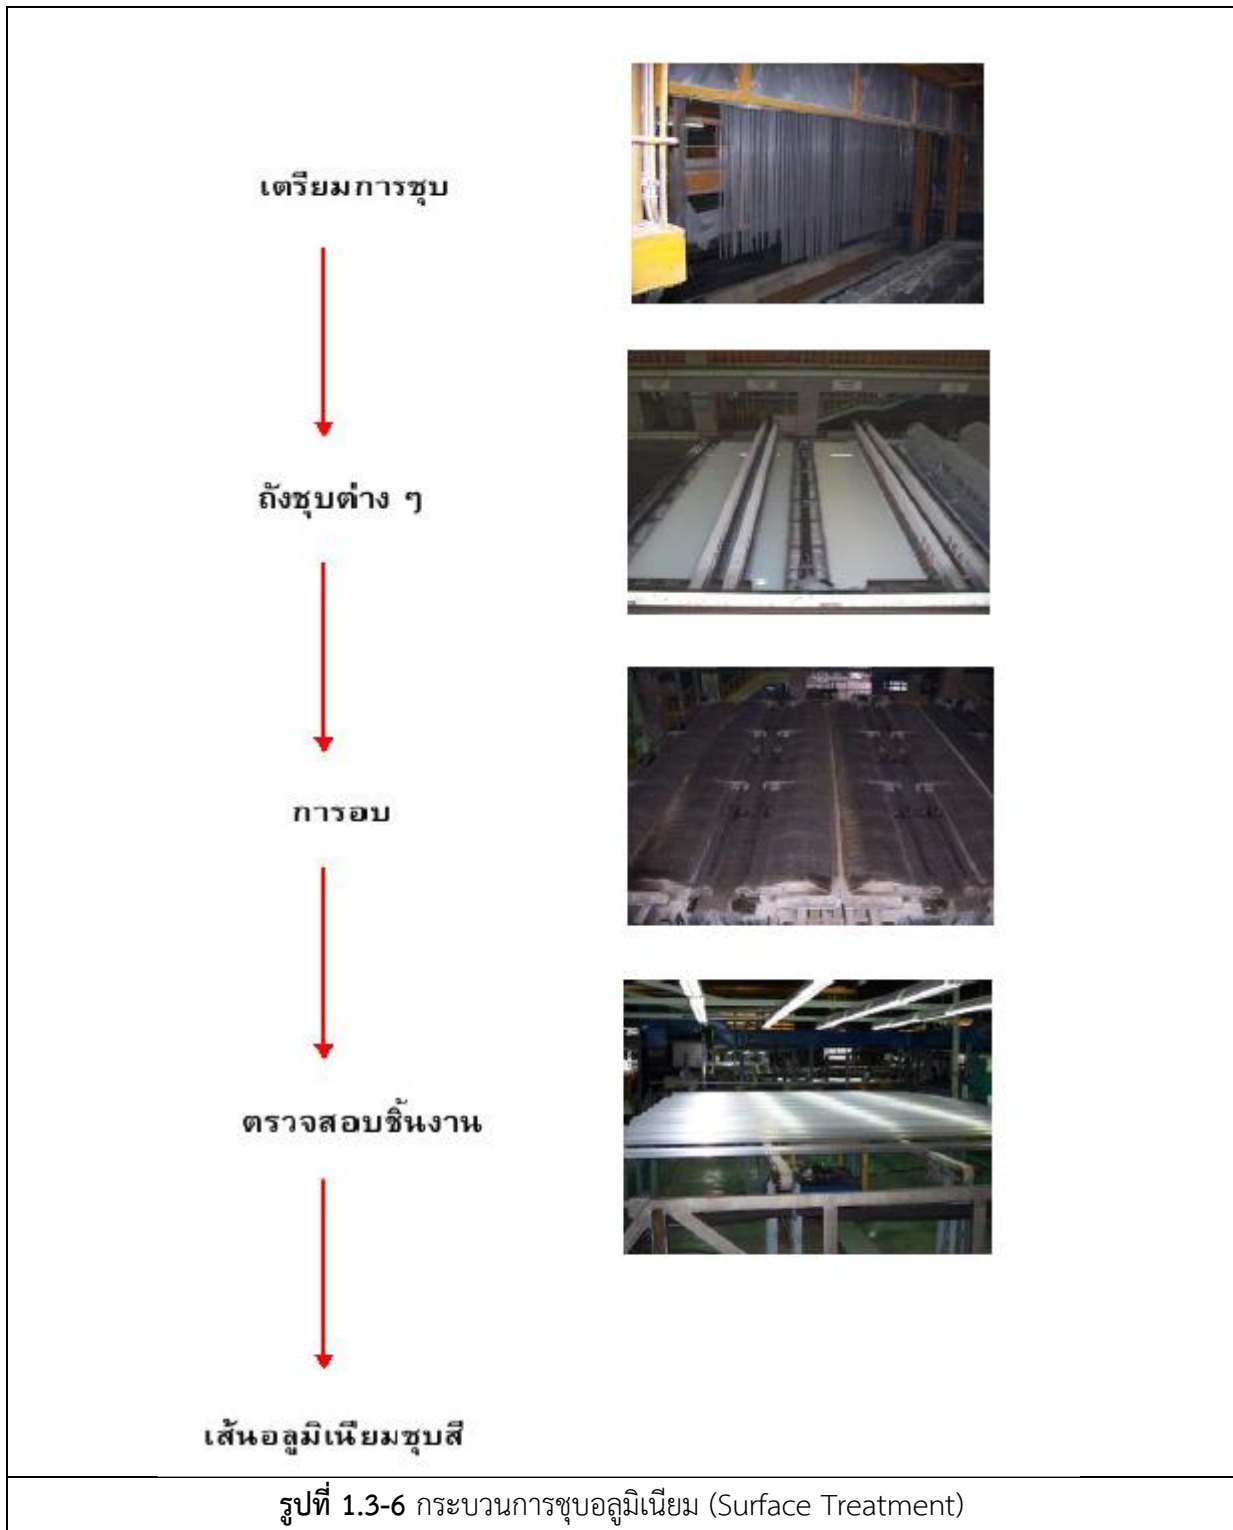 เตรียมการชุบ
ถังชุบต่าง ๆ
การอบ
ตรวจสอบชิ้นงาน
เส้นอลูมิเนียมชุบสี
รูปที่ 1.3-6 กระบวนการชุบอลูมิเนียม (Surface Treatment)